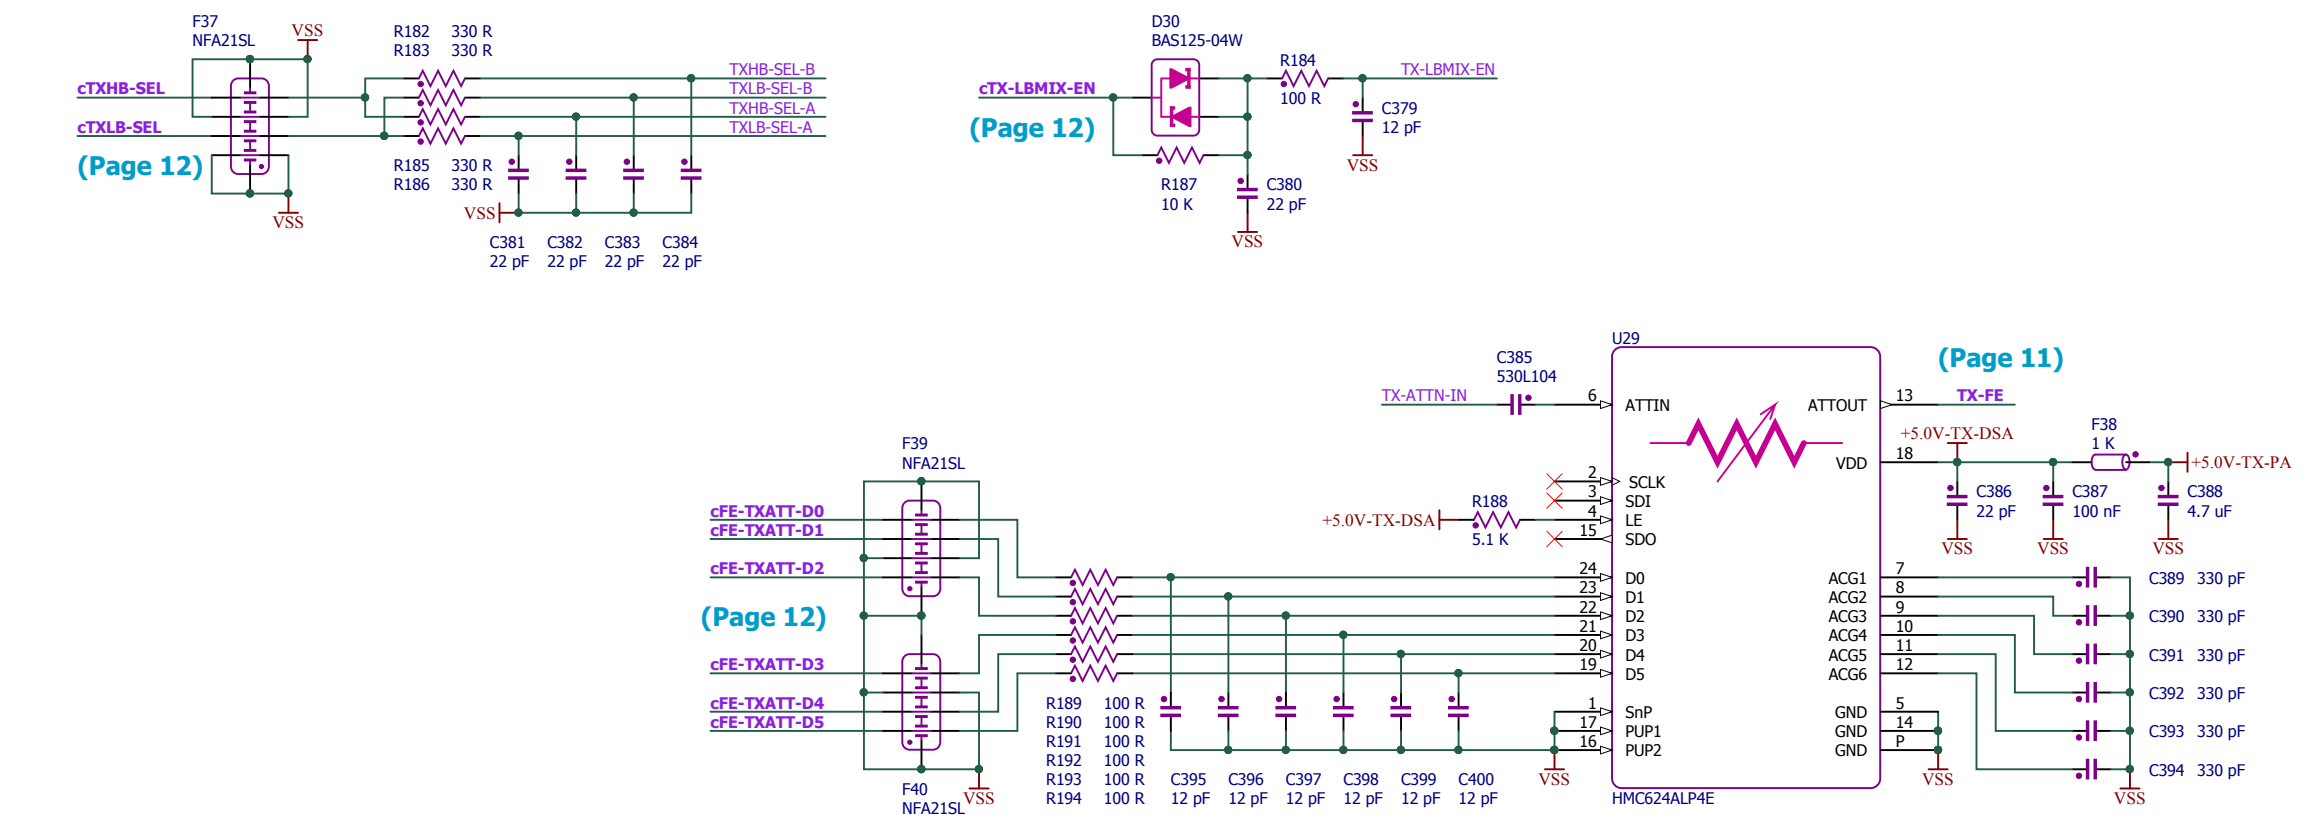 F37
NFA21SL
VSS
R182 330 R
R183 330 R
cTXHB-SEL
cTXLB-SEL
(Page 12)
VSS
R185 330 R
R186 330 R
TXHB-SEL-B
TXLB-SEL-B
TXHB-SEL-A
TXLB-SEL-A
VSS
C381 C382 C383 C384
22 pF 22 pF 22 pF 22 pF
D30
BAS125-04W
cTX-LBMIX-EN
(Page 12)
R184
100 R
TX-LBMIX-EN
C379
12 pF
VSS
R187
10 K
C380
22 pF
VSS
U29
C385
530L104
TX-ATTN-IN
6 ATTIN
2 SCLK
3 SDI
4 LE
15 SDO
+5.0V-TX-DSA
R188
5.1 K
24 D0
23 D1
22 D2
21 D3
20 D4
19 D5
1 SnP
17 PUP1
16 PUP2
VSS
HMC624ALP4E
(Page 11)
ATTOUT 13
TX-FE
VDD 18
+5.0V-TX-DSA
F38
1 K
+5.0V-TX-PA
C386
22 pF
C387
100 nF
C388
4.7 uF
VSS
VSS
VSS
ACG1 7
ACG2 8
ACG3 9
ACG4 10
ACG5 11
ACG6 12
C389 330 pF
C390 330 pF
C391 330 pF
C392 330 pF
C393 330 pF
C394 330 pF
GND 5
GND 14
GND P
VSS
VSS
F39
NFA21SL
cFE-TXATT-D0
cFE-TXATT-D1
cFE-TXATT-D2
(Page 12)
cFE-TXATT-D3
cFE-TXATT-D4
cFE-TXATT-D5
F40
NFA21SL
VSS
R189 100 R
R190 100 R
R191 100 R
R192 100 R
R193 100 R
R194 100 R
C395 C396 C397 C398 C399 C400
12 pF 12 pF 12 pF 12 pF 12 pF 12 pF